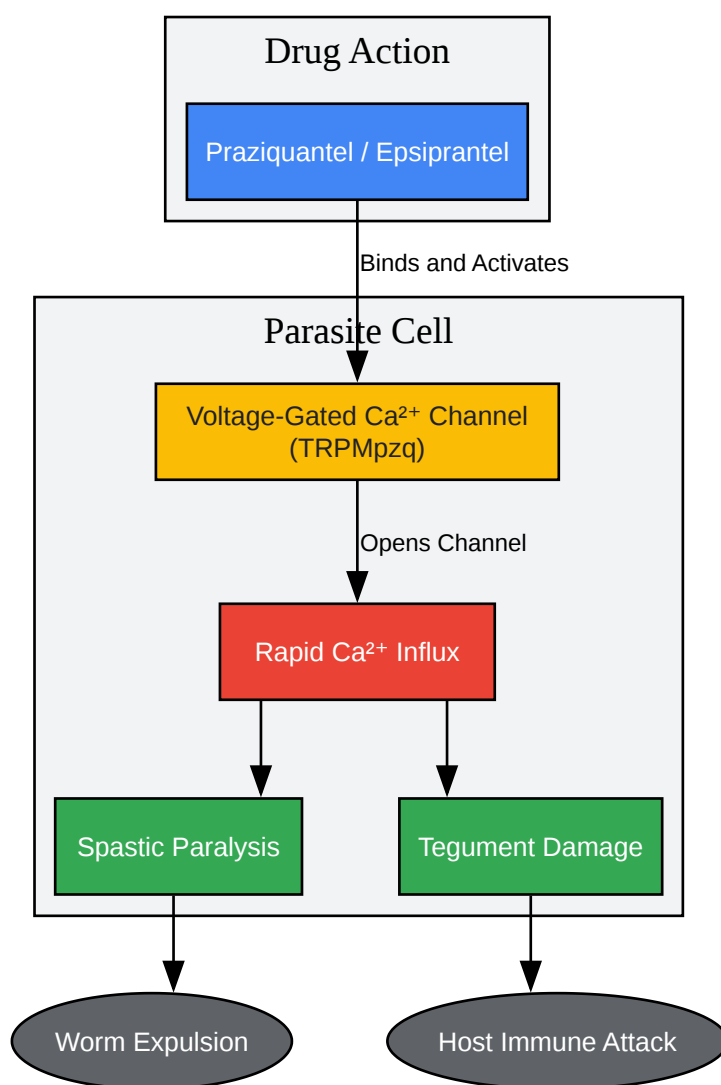 Drug Action
Praziquantel / Epsiprantel
Binds and Activates
Parasite Cell
Voltage-Gated Ca²⁺ Channel
(TRPMpzq)
Opens Channel
Rapid Ca²⁺ Influx
Spastic Paralysis
Tegument Damage
Worm Expulsion
Host Immune Attack